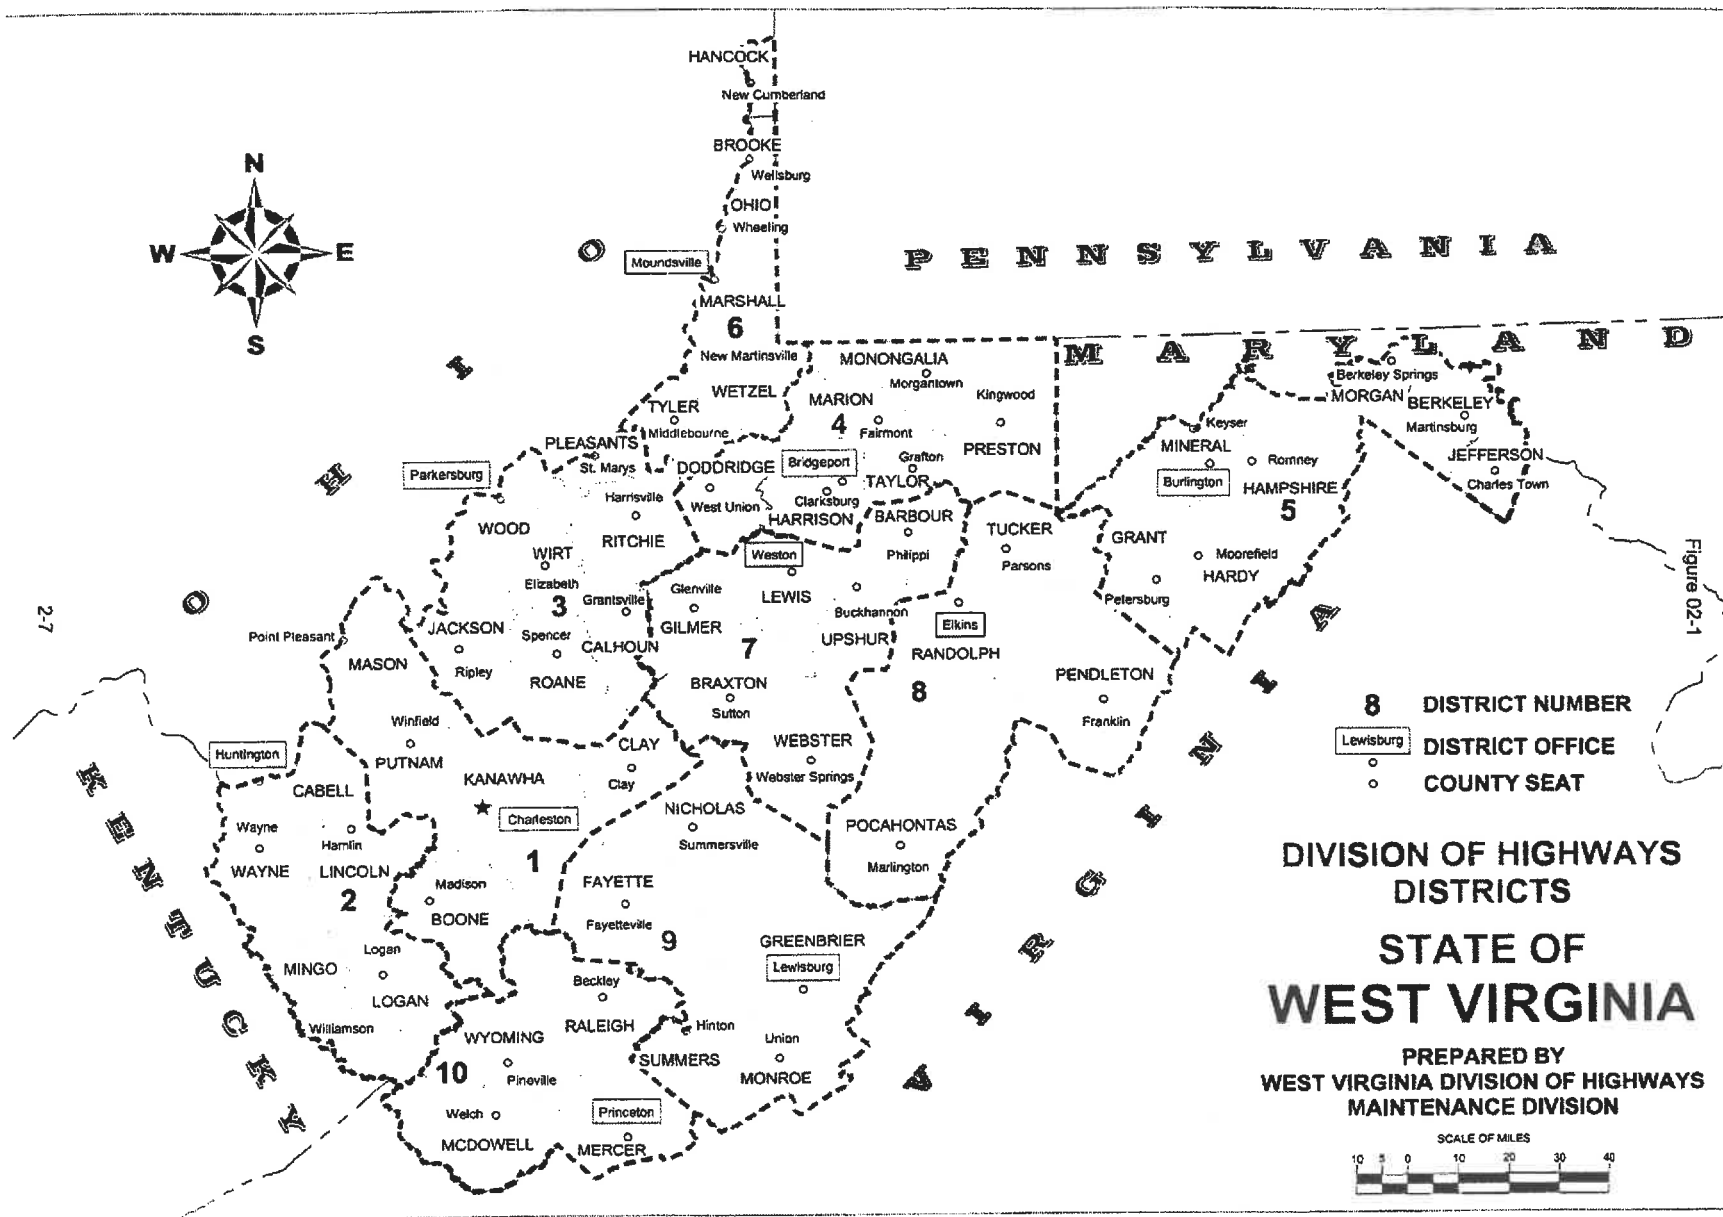 HANCOCK
New Cumberland
BROOKE
Wellsburg
OHIO
Wheeling
Moundsville
MARSHALL
6
New Martinsville
WETZEL
TYLER
Middlebourne
N
W
E
S
O H I O
PENNSYLVANIA
MARYLAND
VIRGINIA
KENTUCKY
MONONGALIA
Morgantown
MARION
4
Fairmont
Kingwood
PRESTON
Grafton
TAYLOR
Bridgeport
Clarksburg
HARRISON
DODDRIDGE
West Union
PLEASANTS
St. Marys
Parkersburg
WOOD
Harrisville
RITCHIE
WIRT
Elizabeth
3
Grantsville
CALHOUN
JACKSON
Ripley
Spencer
ROANE
Berkeley Springs
MORGAN
BERKELEY
Martinsburg
JEFFERSON
Charles Town
Keyser
MINERAL
Burlington
Romney
HAMPSHIRE
5
GRANT
Petersburg
Moorefield
HARDY
BARBOUR
Philippi
TUCKER
Parsons
Weston
LEWIS
Glenville
GILMER
Buckhannon
UPSHUR
7
BRAXTON
Sutton
WEBSTER
Webster Springs
Elkins
RANDOLPH
8
PENDLETON
Franklin
POCAHONTAS
Marlington
Point Pleasant
MASON
Winfield
PUTNAM
KANAWHA
Charleston
CLAY
Clay
1
Madison
BOONE
Huntington
CABELL
Wayne
WAYNE
Hamlin
LINCOLN
2
Logan
LOGAN
MINGO
Williamson
NICHOLAS
Summersville
FAYETTE
Fayetteville
9
GREENBRIER
Lewisburg
Hinton
SUMMERS
Union
MONROE
Beckley
RALEIGH
WYOMING
Pineville
10
Welch
MCDOWELL
Princeton
MERCER
2-7
Figure 02-1
8 DISTRICT NUMBER
Lewisburg DISTRICT OFFICE
COUNTY SEAT
DIVISION OF HIGHWAYS
DISTRICTS
STATE OF
WEST VIRGINIA
PREPARED BY
WEST VIRGINIA DIVISION OF HIGHWAYS
MAINTENANCE DIVISION
SCALE OF MILES
10 5 0 10 20 30 40